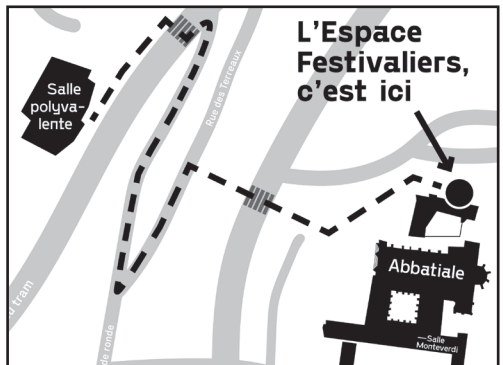 L'Espace
Festivaliers,
c'est ici
Salle
polyva-
lente
Rue des Terreaux
Abbatiale
Salle
Monteverdi
tram
de ronde